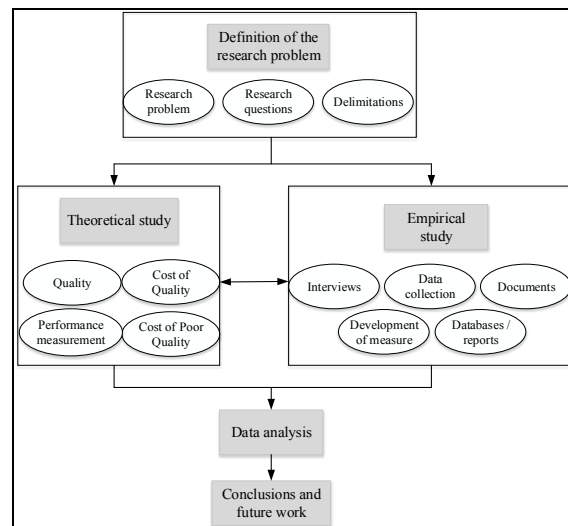 Definition of the
research problem
Research
problem
Research
questions
Delimitations
Theoretical study
Quality
Cost of
Quality
Performance
measurement
Cost of Poor
Quality
Empirical
study
Interviews
Data
collection
Documents
Development
of measure
Databases /
reports
Data analysis
Conclusions and
future work